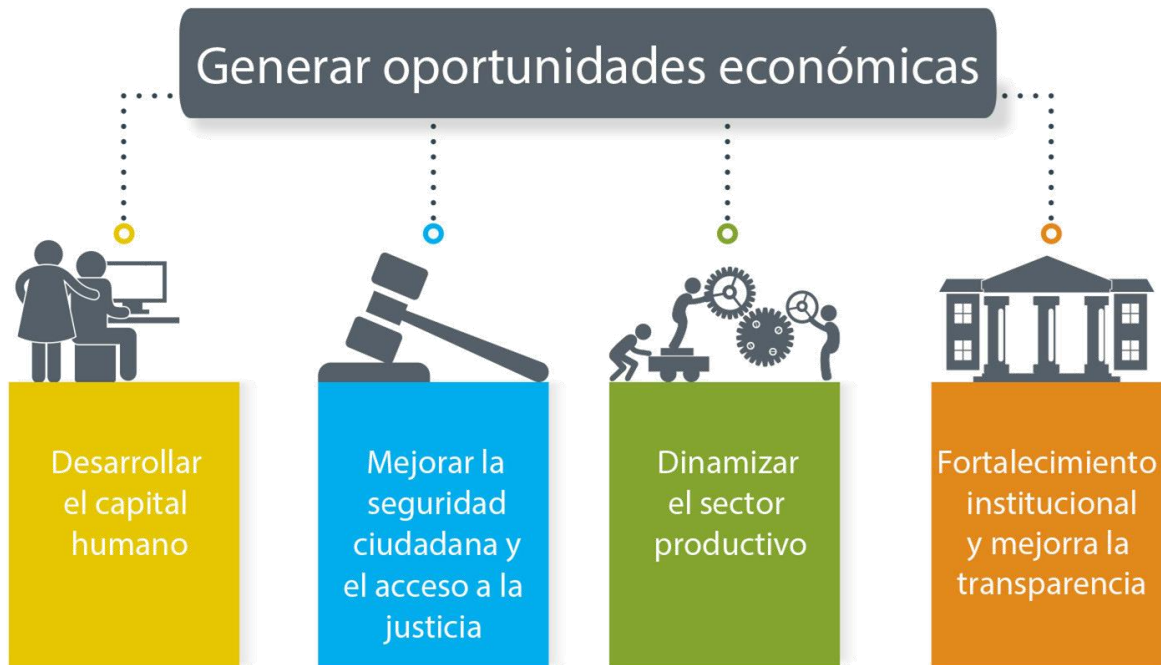 Generar oportunidades económicas
Desarrollar
el capital
humano
Mejorar la
seguridad
ciudadana y
el acceso a la
justicia
Dinamizar
el sector
productivo
Fortalecimiento
institucional
y mejorra la
transparencia